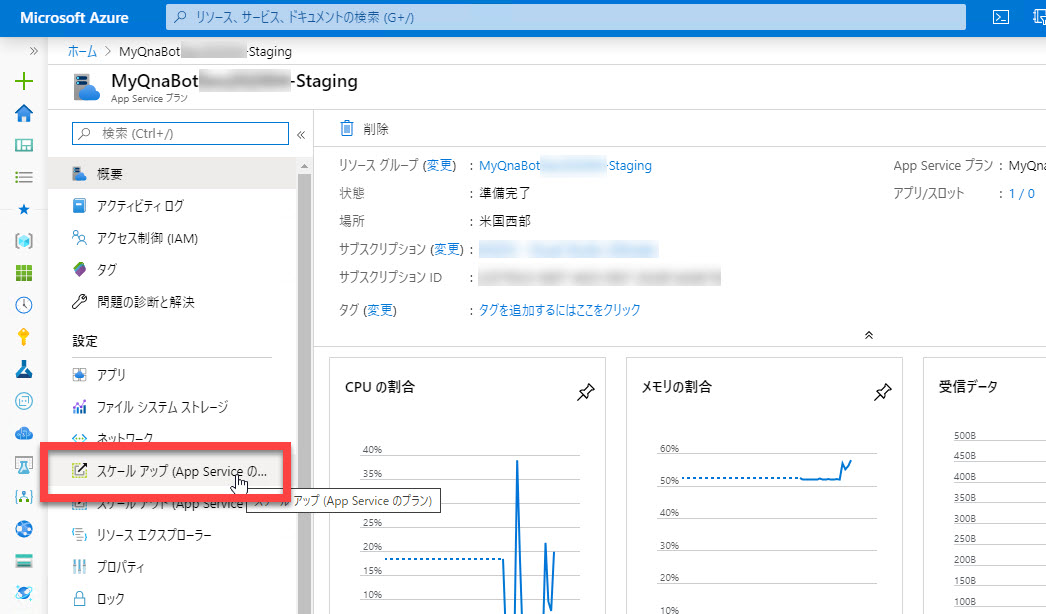 Microsoft Azure
リソース、サービス、ドキュメントの検索 (G+/)
ホーム > MyQnaBot -Staging
MyQnaBot -Staging
App Service プラン
検索 (Ctrl+/)
概要
アクティビティ ログ
アクセス制御 (IAM)
タグ
問題の診断と解決
設定
アプリ
ファイル システム ストレージ
ネットワーク
スケール アップ (App Service の...
スケール アウト (App Service
スケール アップ (App Service のプラン)
リソース エクスプローラー
プロパティ
ロック
削除
リソース グループ (変更) : MyQnaBot -Staging
状態 : 準備完了
場所 : 米国西部
サブスクリプション (変更) :
サブスクリプション ID :
タグ (変更) : タグを追加するにはここをクリック
App Service プラン : MyQna
アプリ/スロット : 1 / 0
CPU の割合
40%
35%
25%
20%
15%
10%
メモリの割合
60%
50%
40%
30%
20%
10%
受信データ
500B
450B
400B
350B
300B
250B
200B
150B
100B